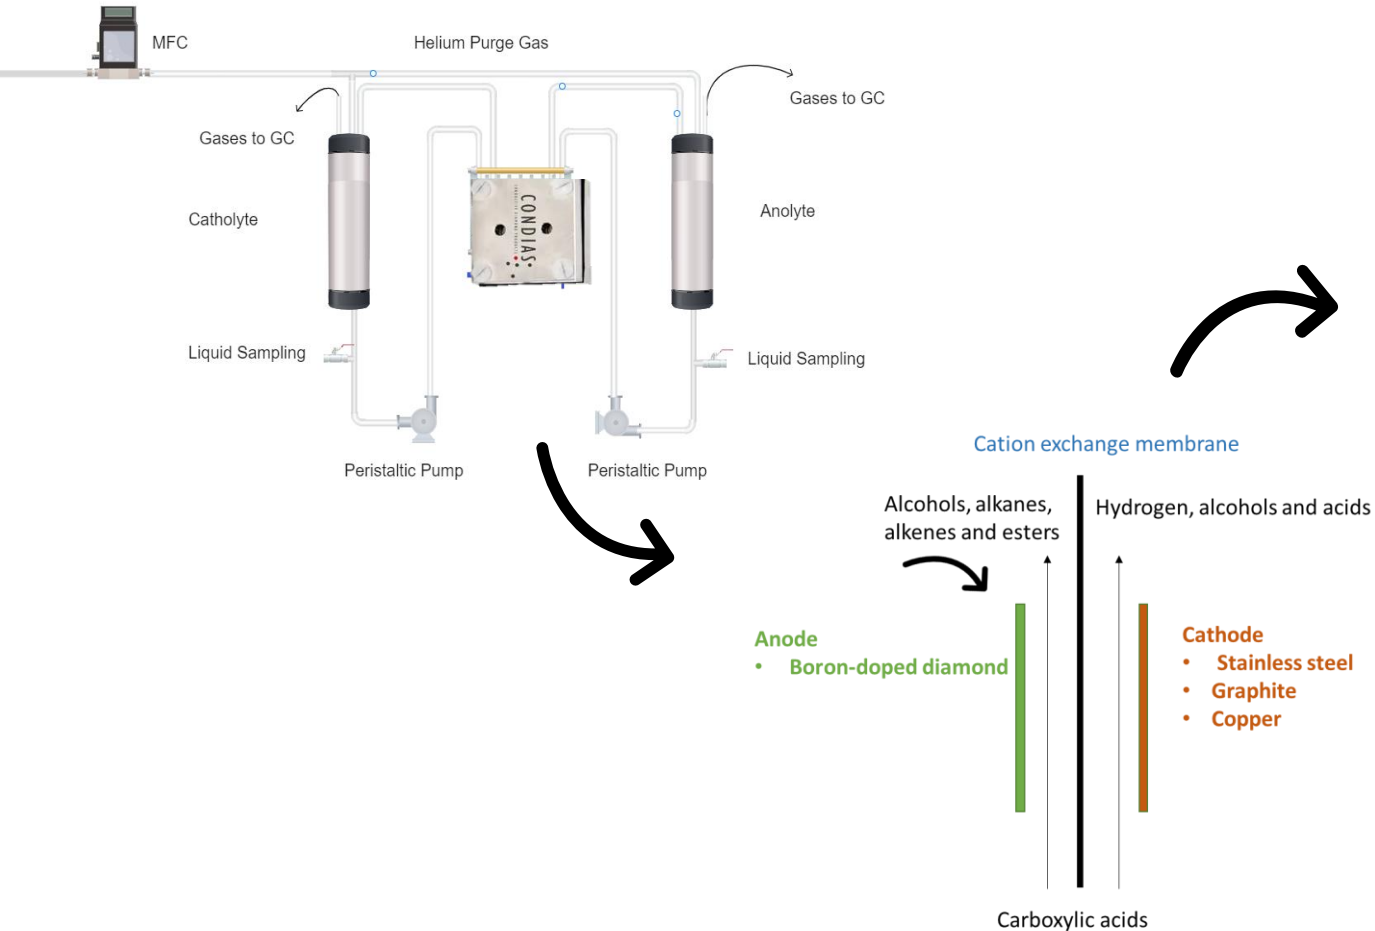 MFC
Helium Purge Gas
Gases to GC
Gases to GC
Catholyte
CONDIAS
Anolyte
Liquid Sampling
Liquid Sampling
Peristaltic Pump
Peristaltic Pump
Cation exchange membrane
Alcohols, alkanes,
alkenes and esters
Hydrogen, alcohols and acids
Anode
• Boron-doped diamond
Cathode
• Stainless steel
• Graphite
• Copper
Carboxylic acids